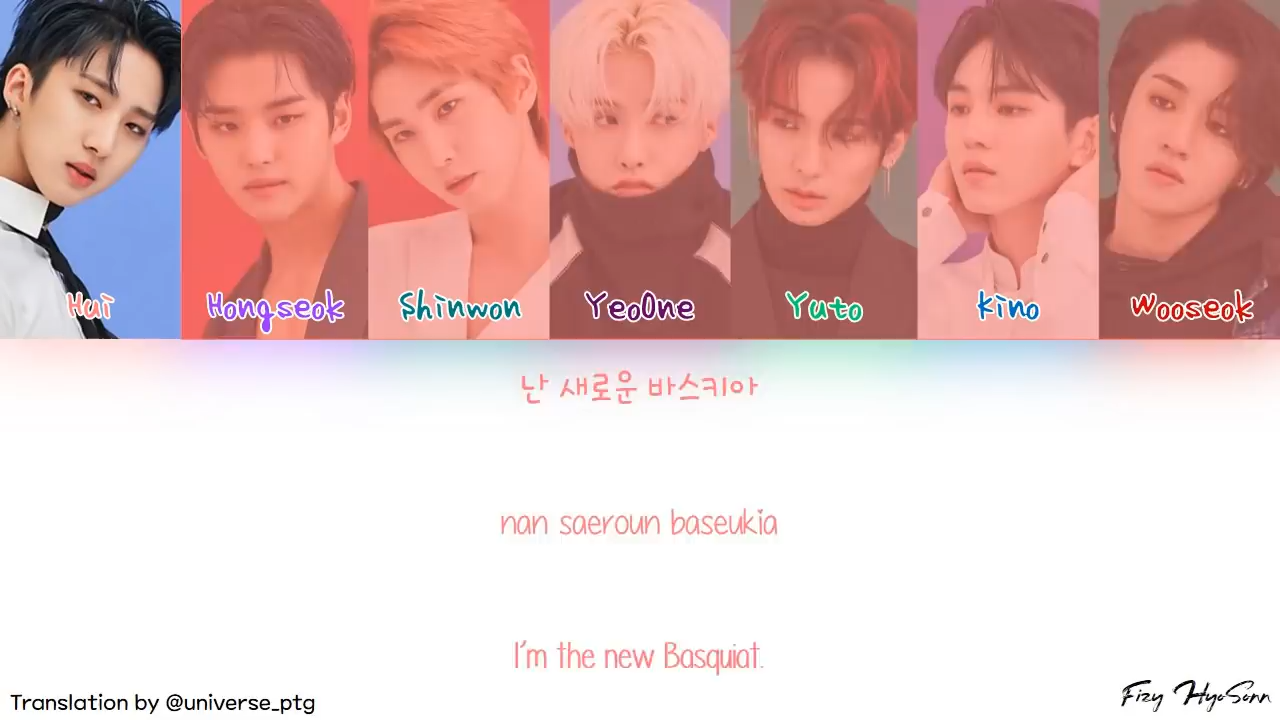 Hui
Hongseok
Shinwon
YeoOne
Yuto
Kino
Wooseok
난 새로운 바스키아
nan saeroun baseukia
I'm the new Basquiat.
Translation by @universe_ptg
Fizy HyoSonn